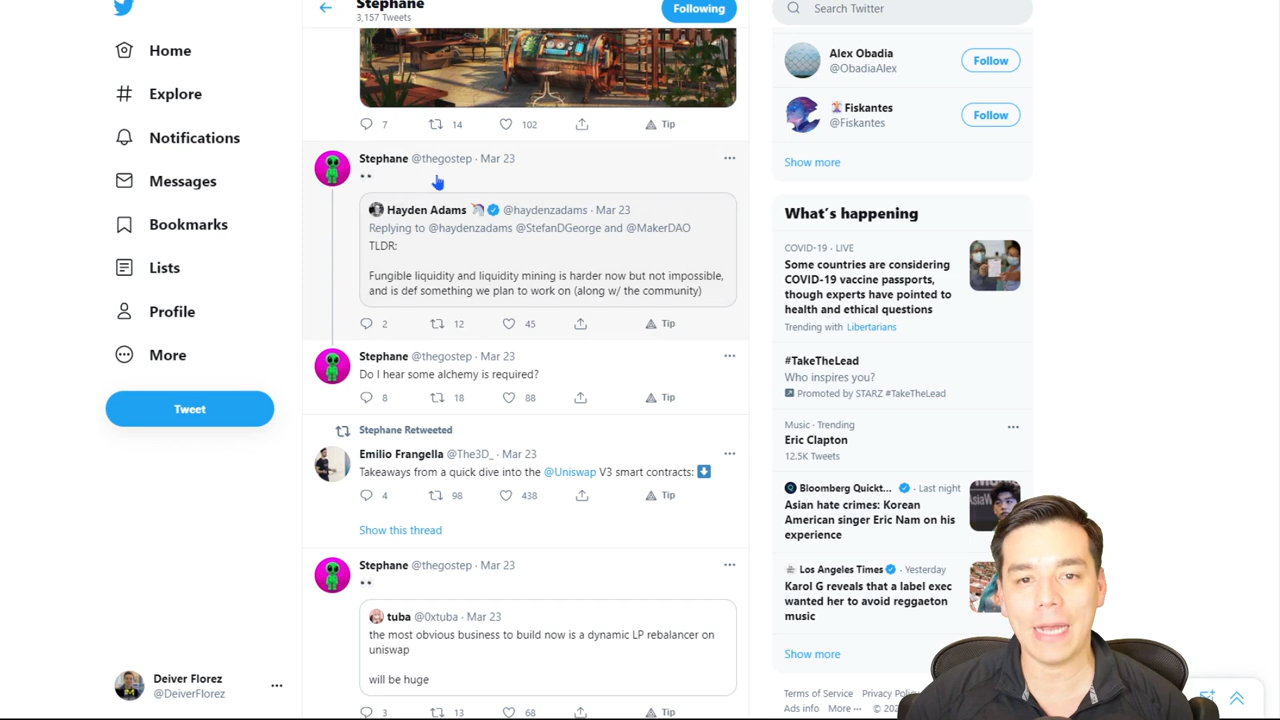 Home
Explore
Notifications
Messages
Bookmarks
Lists
Profile
More
Tweet
Deiver Florez
@DeiverFlorez
Stephane
3,157 Tweets
Following
7 14 102 Tip
Stephane @thegostep · Mar 23
👀
Hayden Adams 🦄 @haydenzadams · Mar 23
Replying to @haydenzadams @StefanDGeorge and @MakerDAO
TLDR:
Fungible liquidity and liquidity mining is harder now but not impossible,
and is def something we plan to work on (along w/ the community)
2 12 45 Tip
Stephane @thegostep · Mar 23
Do I hear some alchemy is required?
8 18 88 Tip
Stephane Retweeted
Emilio Frangella @The3D_ · Mar 23
Takeaways from a quick dive into the @Uniswap V3 smart contracts: ⬇️
4 98 438 Tip
Show this thread
Stephane @thegostep · Mar 23
👀
tuba @0xtuba · Mar 23
the most obvious business to build now is a dynamic LP rebalancer on
uniswap
will be huge
3 13 68 Tip
Search Twitter
Alex Obadia
@ObadiaAlex
Follow
Fiskantes
@Fiskantes
Follow
Show more
What's happening
COVID-19 · LIVE
Some countries are considering
COVID-19 vaccine passports,
though experts have pointed to
health and ethical questions
Trending with Libertarians
#TakeTheLead
Who inspires you?
Promoted by STARZ #TakeTheLead
Music · Trending
Eric Clapton
12.5K Tweets
Bloomberg Quickt... · Last night
Asian hate crimes: Korean
American singer Eric Nam on his
experience
Los Angeles Times · Yesterday
Karol G reveals that a label exec
wanted her to avoid reggaeton
music
Show more
Terms of Service Privacy
Ads info More ···